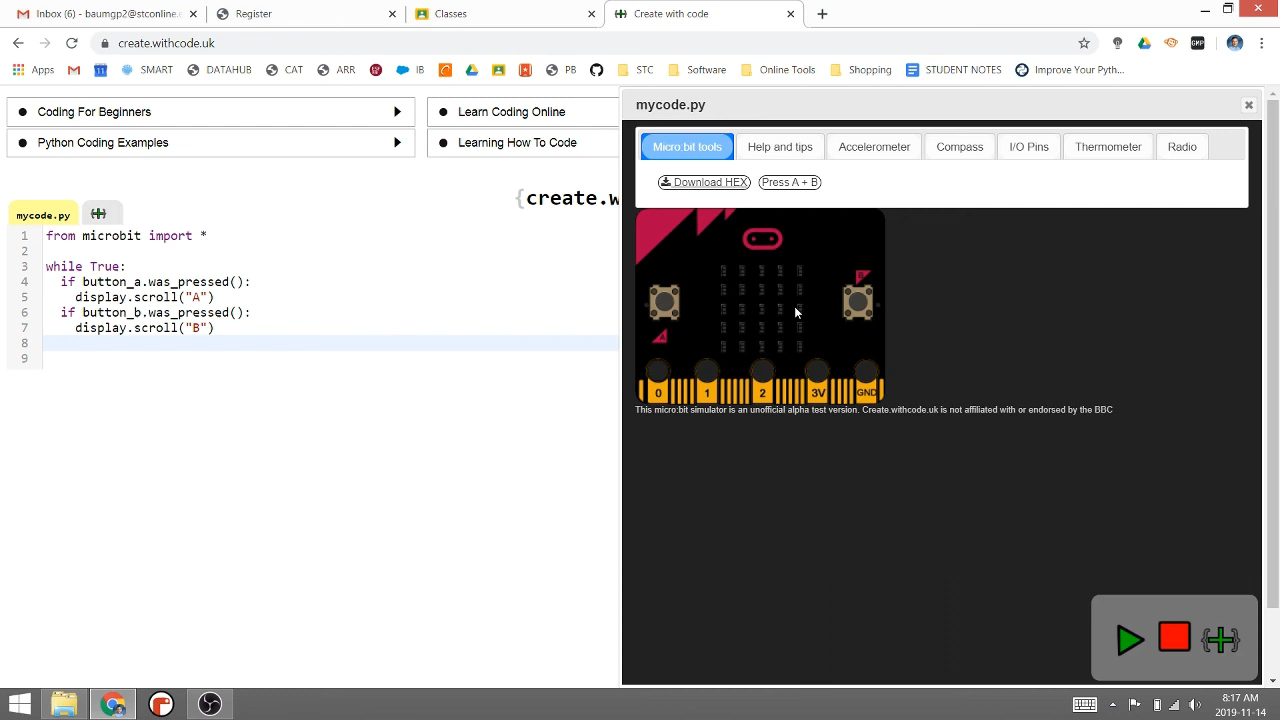 Inbox (6) - baumgp2@stconline.
Register
Classes
Create with code
create.withcode.uk
GMP
Apps
31
SMART
DATAHUB
CAT
ARR
IB
PB
STC
Software
Online Tools
Shopping
STUDENT NOTES
Improve Your Pyth...
Coding For Beginners
Learn Coding Online
Python Coding Examples
Learning How To Code
{create.w
mycode.py
1 from microbit import *
2
3 while True:
4 if button_a.was_pressed():
5 display.scroll("A")
6 if button_b.was_pressed():
7 display.scroll("B")
8
9
mycode.py
Micro:bit tools
Help and tips
Accelerometer
Compass
I/O Pins
Thermometer
Radio
Download HEX
Press A + B
B
A
0 1 2 3V GND
This micro:bit simulator is an unofficial alpha test version. Create.withcode.uk is not affiliated with or endorsed by the BBC
8:17 AM
2019-11-14